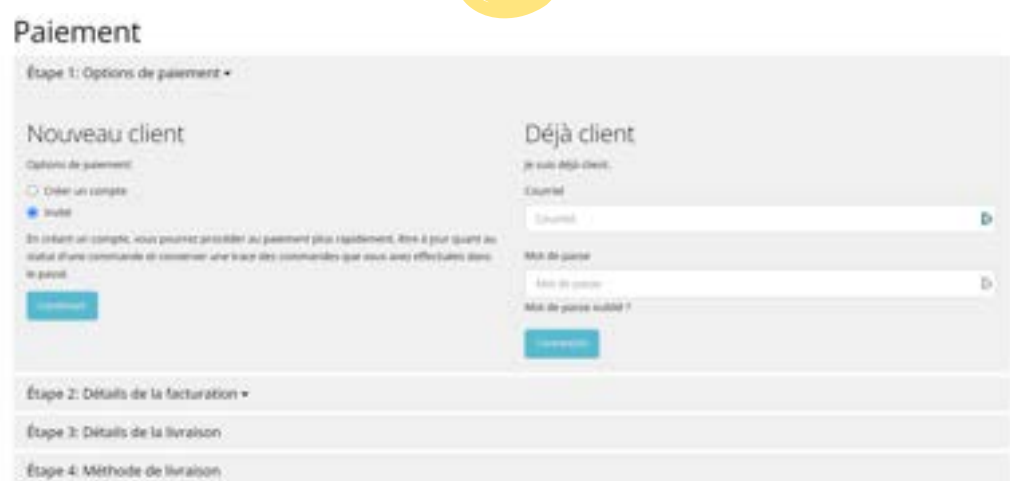 Paiement
Étape 1: Options de paiement
Nouveau client
Options de paiement:
Créer un compte
Invité
En créant un compte, vous pourrez procéder au paiement plus rapidement, être à jour quant au
statut d'une commande et conserver une trace des commandes que vous avez effectuées dans
le passé.
Déjà client
Je suis déjà client.
Courriel
Courriel
Mot de passe
Mot de passe
Mot de passe oublié ?
Étape 2: Détails de la facturation
Étape 3: Détails de la livraison
Étape 4: Méthode de livraison